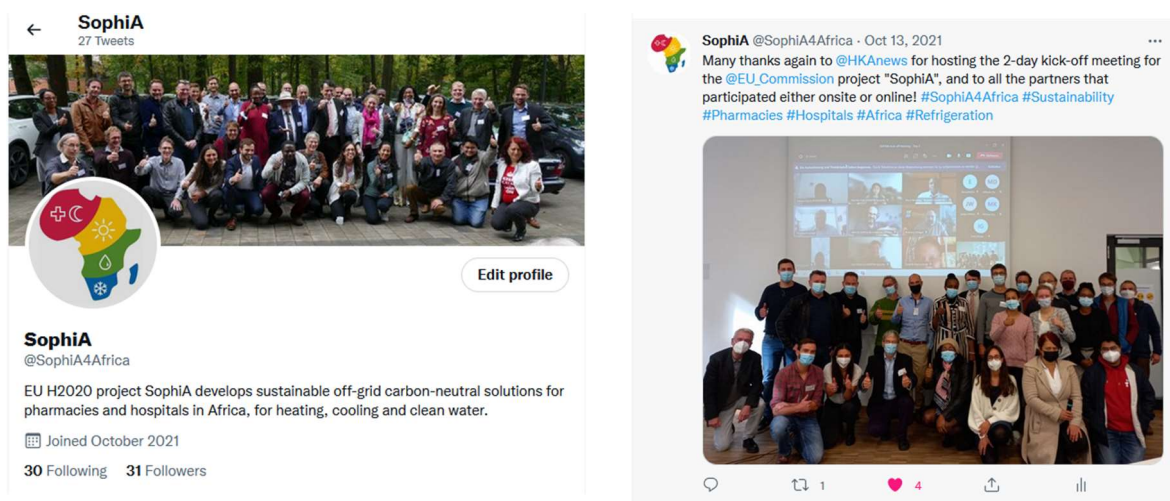 SophiA
27 Tweets
Edit profile
SophiA
@SophiA4Africa
EU H2020 project SophiA develops sustainable off-grid carbon-neutral solutions for
pharmacies and hospitals in Africa, for heating, cooling and clean water.
Joined October 2021
30 Following 31 Followers
SophiA @SophiA4Africa · Oct 13, 2021
Many thanks again to @HKAnews for hosting the 2-day kick-off meeting for
the @EU_Commission project "SophiA", and to all the partners that
participated either onsite or online! #SophiA4Africa #Sustainability
#Pharmacies #Hospitals #Africa #Refrigeration
1 4